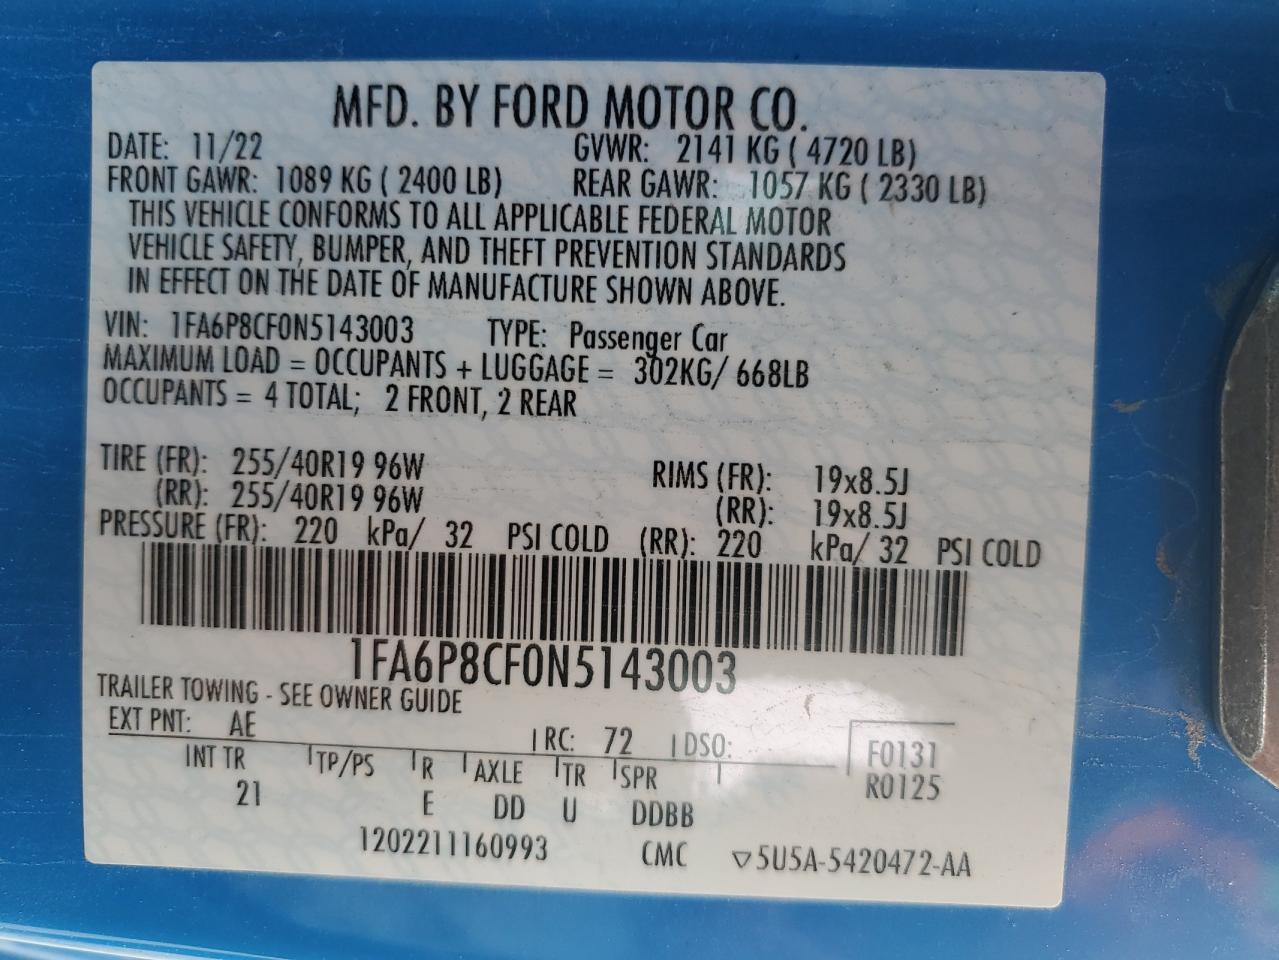 MFD. BY FORD MOTOR CO.
DATE: 11/22 GVWR: 2141 KG ( 4720 LB)
FRONT GAWR: 1089 KG ( 2400 LB) REAR GAWR: 1057 KG ( 2330 LB)
THIS VEHICLE CONFORMS TO ALL APPLICABLE FEDERAL MOTOR
VEHICLE SAFETY, BUMPER, AND THEFT PREVENTION STANDARDS
IN EFFECT ON THE DATE OF MANUFACTURE SHOWN ABOVE.
VIN: 1FA6P8CF0N5143003 TYPE: Passenger Car
MAXIMUM LOAD = OCCUPANTS + LUGGAGE = 302KG/ 668LB
OCCUPANTS = 4 TOTAL; 2 FRONT, 2 REAR
TIRE (FR): 255/40R19 96W RIMS (FR): 19x8.5J
(RR): 255/40R19 96W (RR): 19x8.5J
PRESSURE (FR): 220 kPa/ 32 PSI COLD (RR): 220 kPa/ 32 PSI COLD
1FA6P8CF0N5143003
TRAILER TOWING - SEE OWNER GUIDE
EXT PNT: AE RC: 72 DSO: F0131
INT TR TP/PS R AXLE TR SPR R0125
21 E DD U DDBB
1202211160993 CMC ▽5U5A-5420472-AA